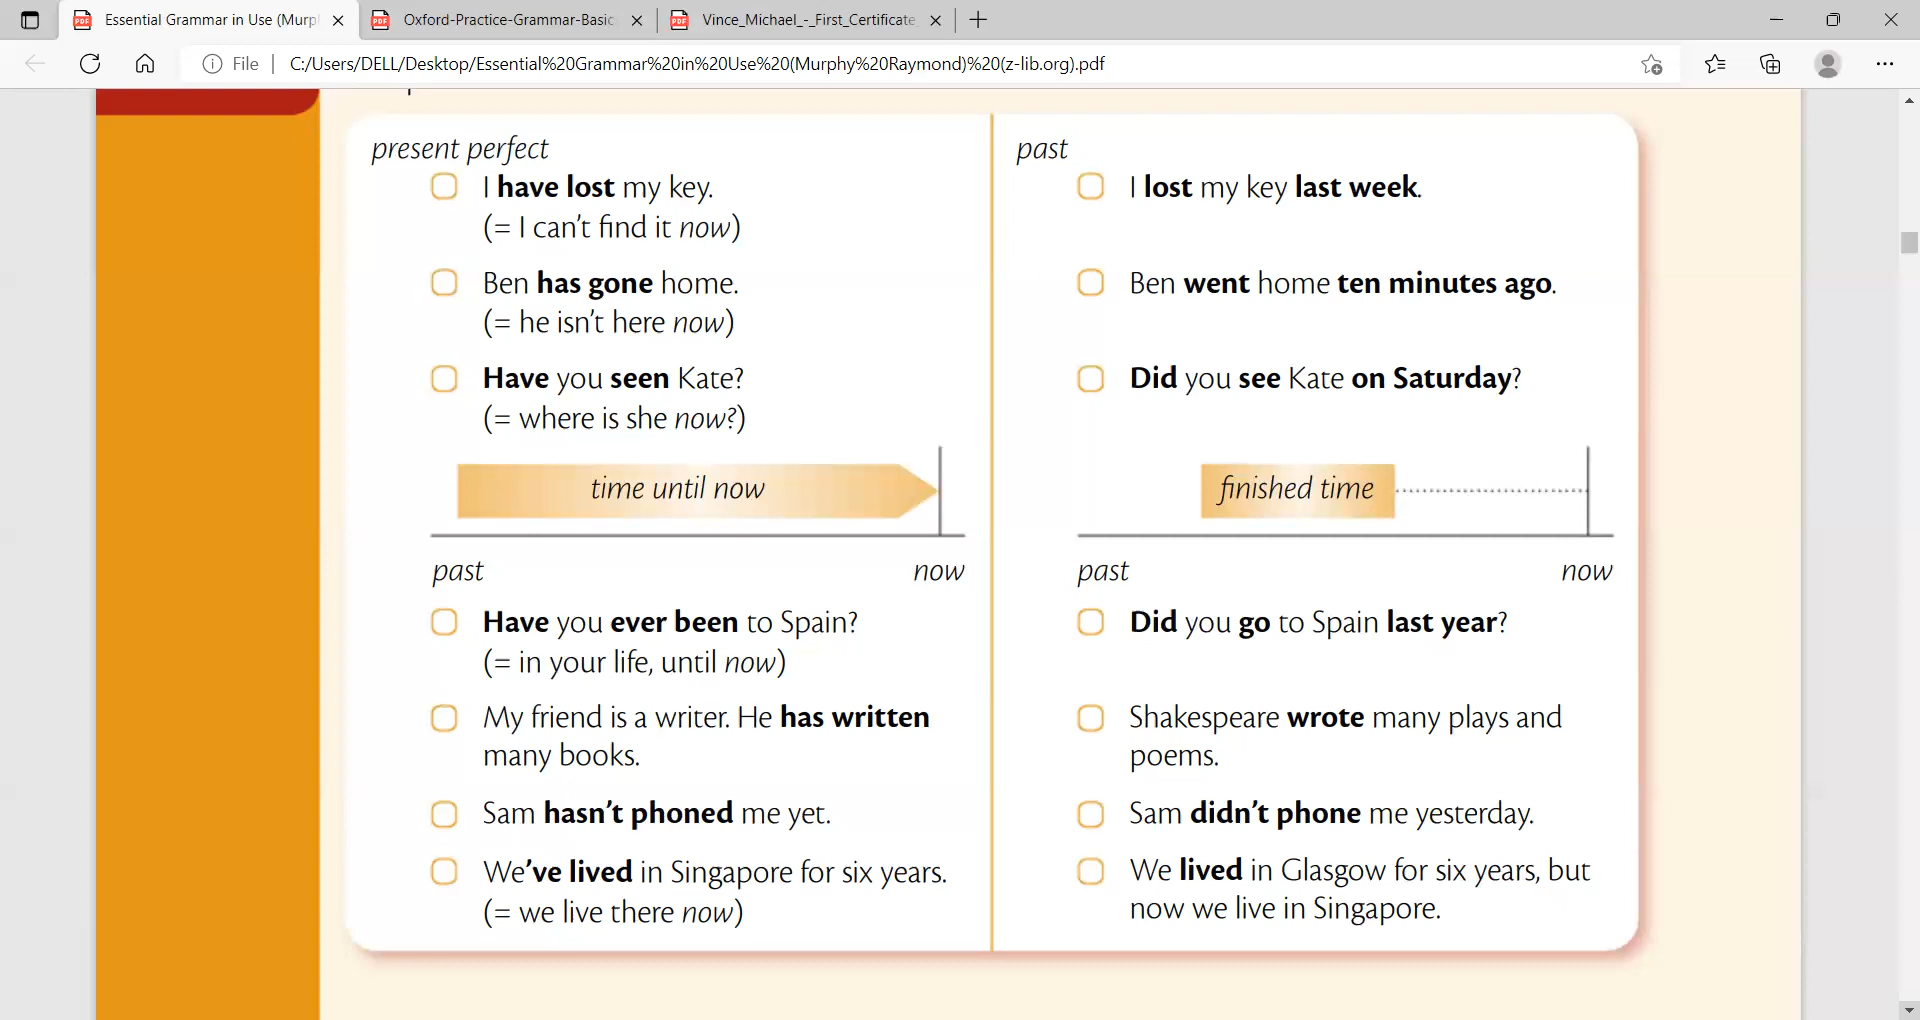 Essential Grammar in Use (Murp
Oxford-Practice-Grammar-Basic
Vince_Michael_-_First_Certificate
File
C:/Users/DELL/Desktop/Essential%20Grammar%20in%20Use%20(Murphy%20Raymond)%20(z-lib.org).pdf
present perfect
I have lost my key.
(= I can't find it now)
Ben has gone home.
(= he isn't here now)
Have you seen Kate?
(= where is she now?)
time until now
past now
Have you ever been to Spain?
(= in your life, until now)
My friend is a writer. He has written
many books.
Sam hasn't phoned me yet.
We've lived in Singapore for six years.
(= we live there now)
past
I lost my key last week.
Ben went home ten minutes ago.
Did you see Kate on Saturday?
finished time
past now
Did you go to Spain last year?
Shakespeare wrote many plays and
poems.
Sam didn't phone me yesterday.
We lived in Glasgow for six years, but
now we live in Singapore.